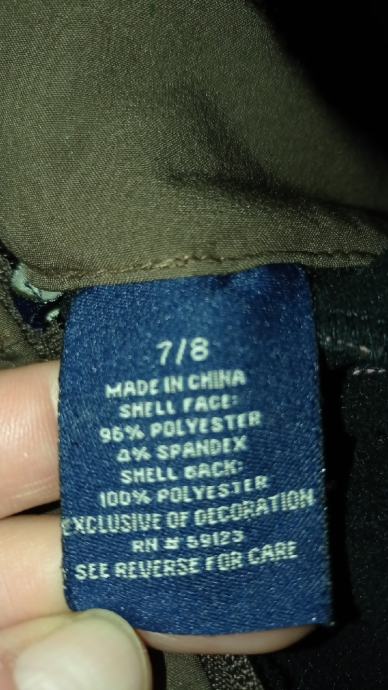 7/8
MADE IN CHINA
SHELL FACE:
96% POLYESTER
4% SPANDEX
SHELL BACK:
100% POLYESTER
EXCLUSIVE OF DECORATION
RN # 59123
SEE REVERSE FOR CARE